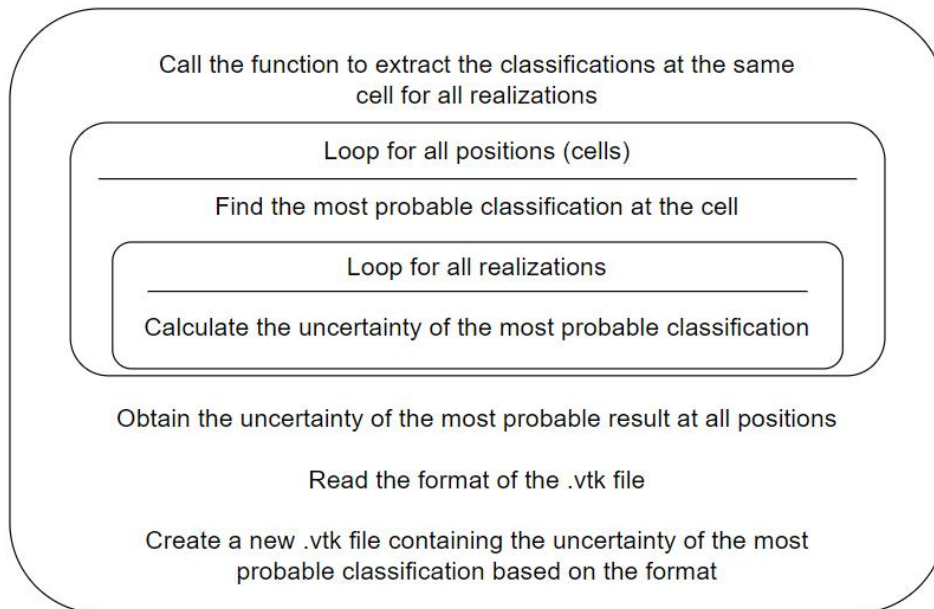 Call the function to extract the classifications at the same
cell for all realizations
Loop for all positions (cells)
Find the most probable classification at the cell
Loop for all realizations
Calculate the uncertainty of the most probable classification
Obtain the uncertainty of the most probable result at all positions
Read the format of the .vtk file
Create a new .vtk file containing the uncertainty of the most
probable classification based on the format